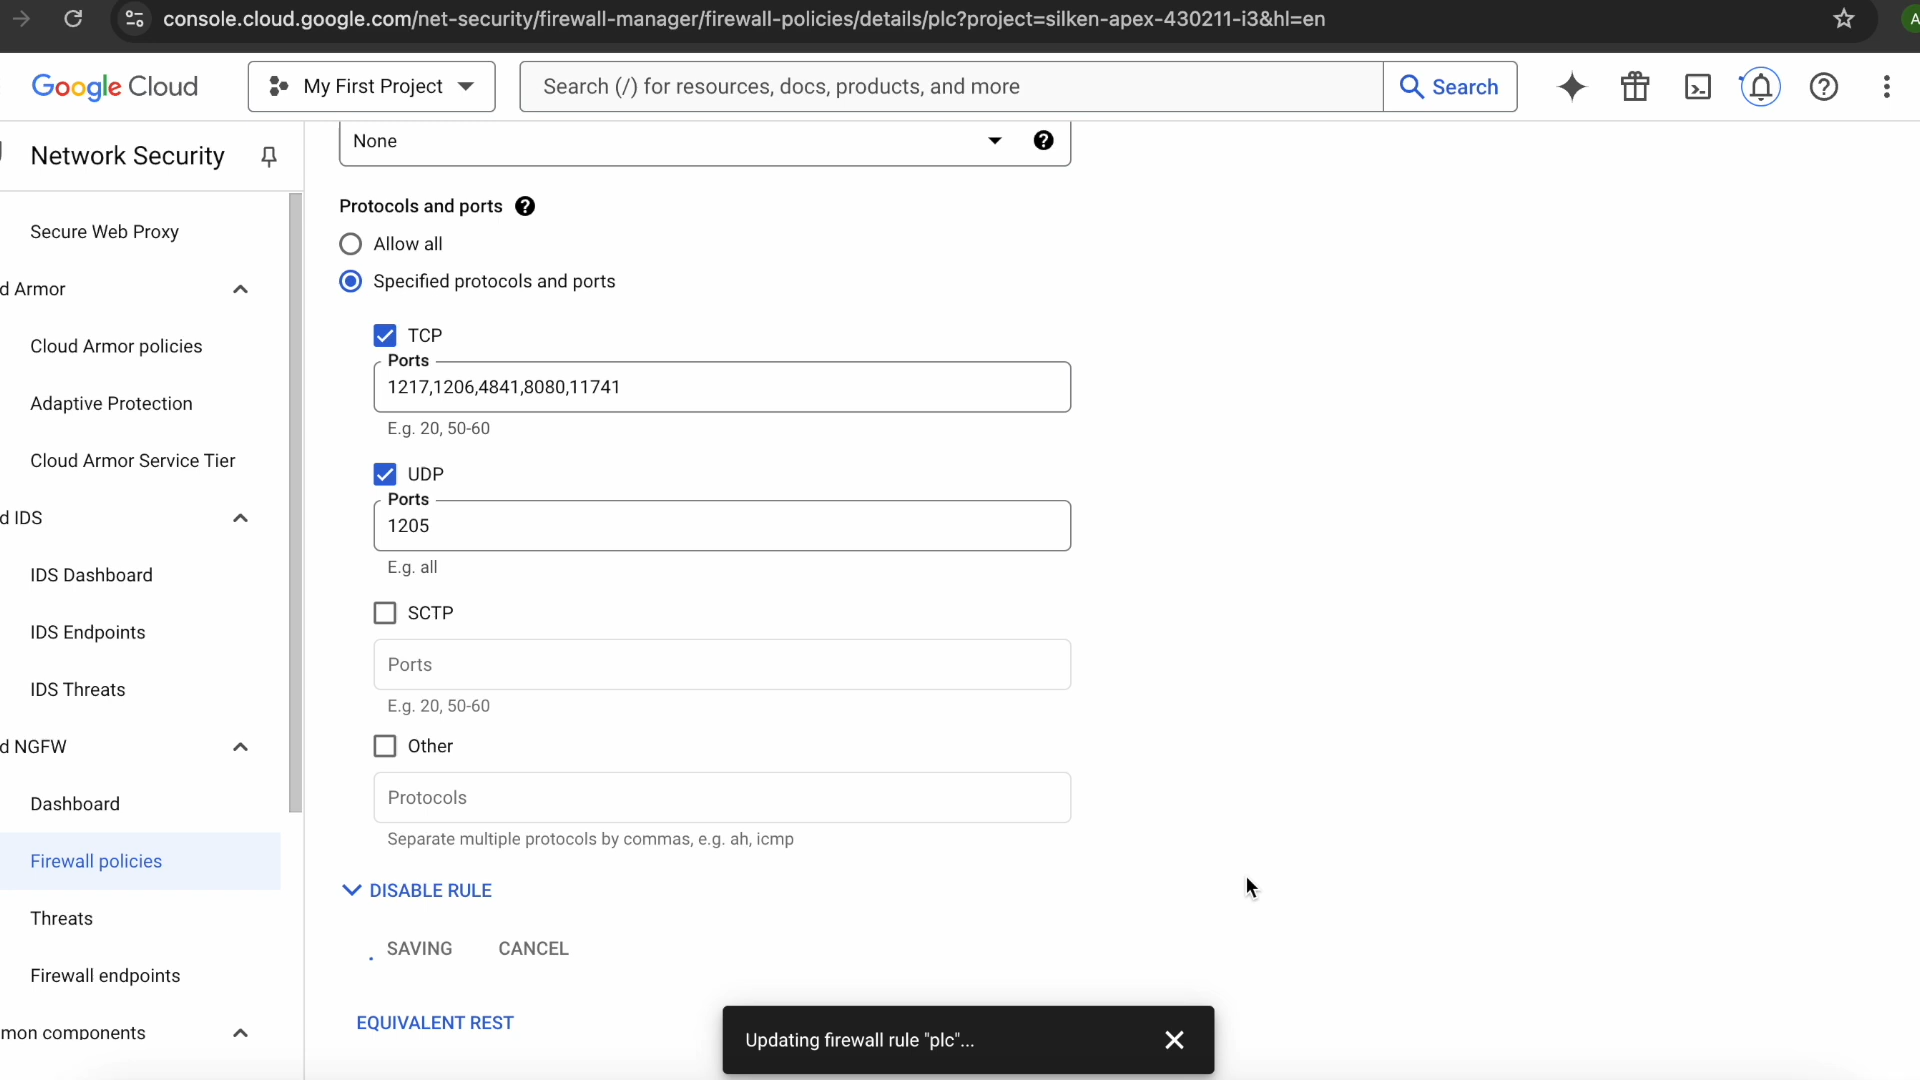 console.cloud.google.com/net-security/firewall-manager/firewall-policies/details/plc?project=silken-apex-430211-i3&hl=en
A
Google Cloud
My First Project
Search (/) for resources, docs, products, and more
Search
Network Security
Secure Web Proxy
d Armor
Cloud Armor policies
Adaptive Protection
Cloud Armor Service Tier
d IDS
IDS Dashboard
IDS Endpoints
IDS Threats
d NGFW
Dashboard
Firewall policies
Threats
Firewall endpoints
mon components
None
Protocols and ports
Allow all
Specified protocols and ports
TCP
Ports
1217,1206,4841,8080,11741
E.g. 20, 50-60
UDP
Ports
1205
E.g. all
SCTP
Ports
E.g. 20, 50-60
Other
Protocols
Separate multiple protocols by commas, e.g. ah, icmp
DISABLE RULE
SAVING
CANCEL
EQUIVALENT REST
Updating firewall rule "plc"...